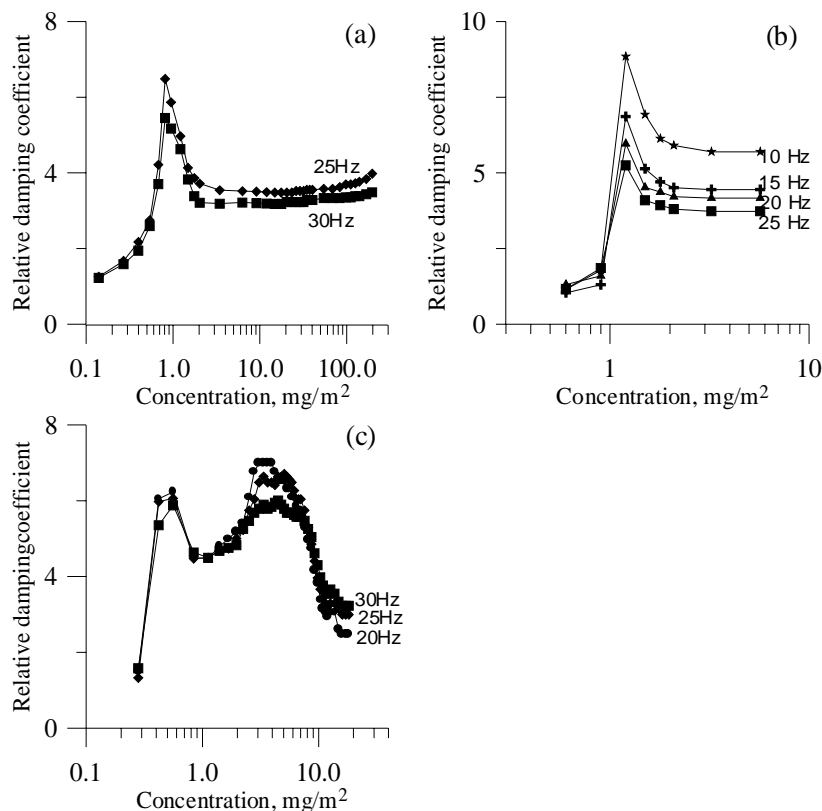 (a)
Relative damping coefficient
8
4
0
25Hz
30Hz
0.1
1.0
10.0
100.0
Concentration, mg/m2
(b)
Relative damping coefficient
10
5
0
10 Hz
15 Hz
20 Hz
25 Hz
1
10
Concentration, mg/m2
(c)
Relative dampingcoefficient
8
4
0
30Hz
25Hz
20Hz
0.1
1.0
10.0
Concentration, mg/m2